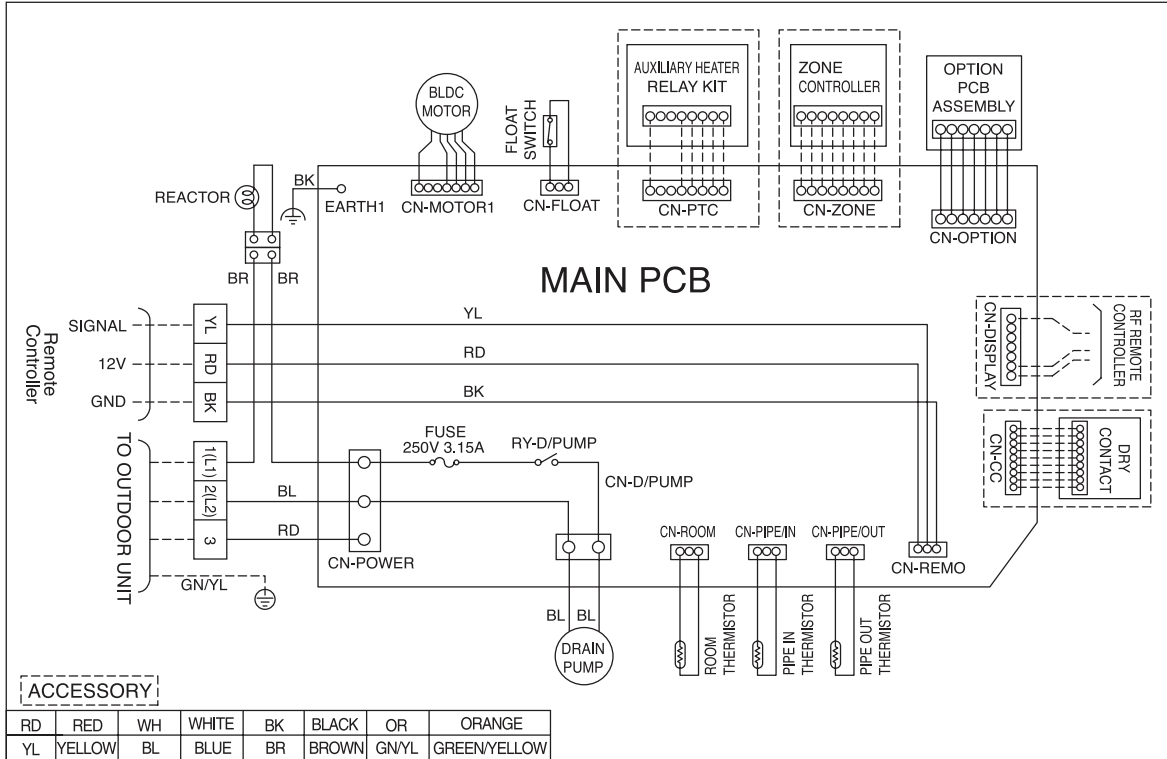 BLDC
MOTOR
FLOAT
SWITCH
AUXILIARY HEATER
RELAY KIT
ZONE
CONTROLLER
OPTION
PCB
ASSEMBLY
REACTOR
BK
EARTH1
CN-MOTOR1
CN-FLOAT
CN-PTC
CN-ZONE
CN-OPTION
BR
BR
MAIN PCB
Remote
Controller
SIGNAL
YL
YL
12V
RD
RD
GND
BK
BK
CN-DISPLAY
RF REMOTE
CONTROLLER
TO OUTDOOR UNIT
1(L1)
2(L2)
3
BL
RD
GN/YL
CN-POWER
FUSE
250V 3.15A
RY-D/PUMP
CN-D/PUMP
CN-CC
DRY
CONTACT
CN-ROOM
CN-PIPE/IN
CN-PIPE/OUT
CN-REMO
BL
BL
DRAIN
PUMP
ROOM
THERMISTOR
PIPE IN
THERMISTOR
PIPE OUT
THERMISTOR
ACCESSORY
RD RED WH WHITE BK BLACK OR ORANGE
YL YELLOW BL BLUE BR BROWN GN/YL GREEN/YELLOW